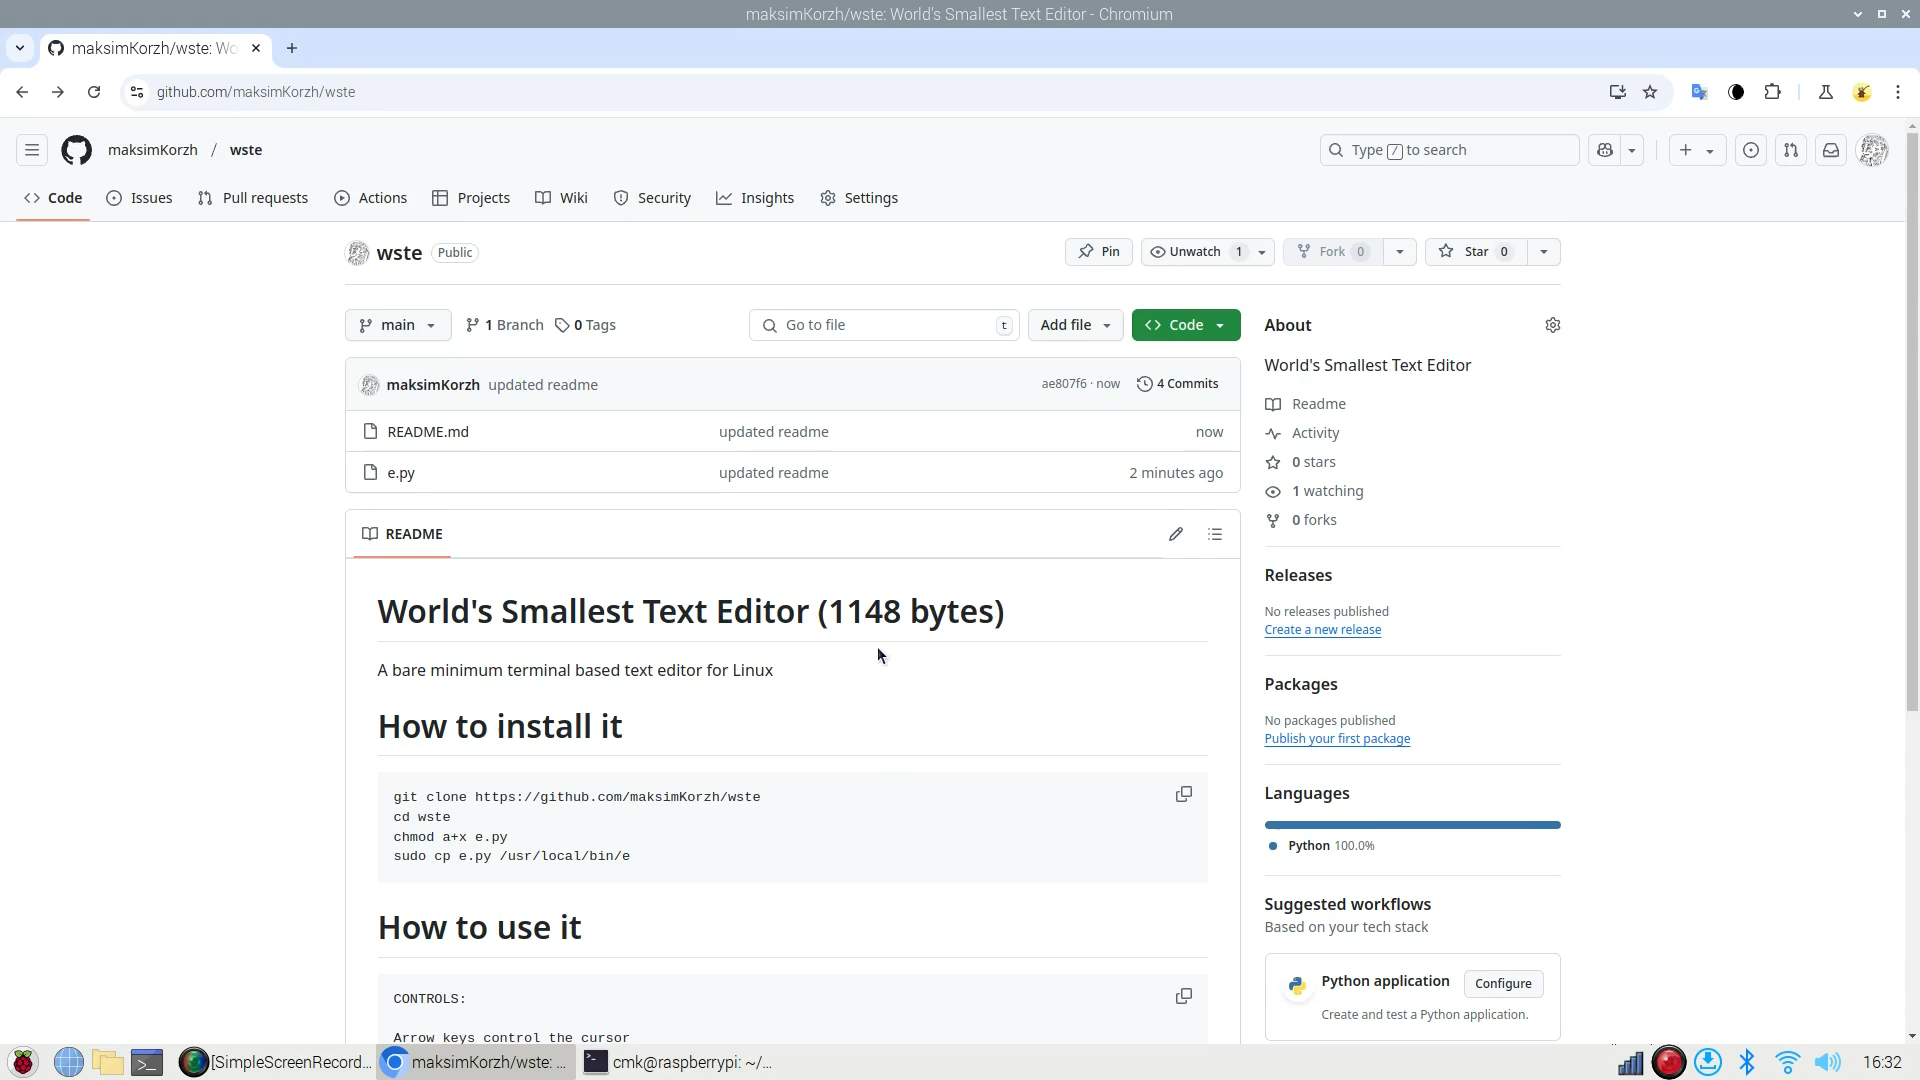 maksimKorzh/wste: World's Smallest Text Editor - Chromium
maksimKorzh/wste: Wo
github.com/maksimKorzh/wste
maksimKorzh / wste
Type / to search
Code
Issues
Pull requests
Actions
Projects
Wiki
Security
Insights
Settings
wste Public
Pin
Unwatch 1
Fork 0
Star 0
main
1 Branch
0 Tags
Go to file t
Add file
Code
maksimKorzh updated readme
ae807f6 · now
4 Commits
README.md updated readme now
e.py updated readme 2 minutes ago
README
World's Smallest Text Editor (1148 bytes)
A bare minimum terminal based text editor for Linux
How to install it
git clone https://github.com/maksimKorzh/wste
cd wste
chmod a+x e.py
sudo cp e.py /usr/local/bin/e
How to use it
CONTROLS:
Arrow keys control the cursor
About
World's Smallest Text Editor
Readme
Activity
0 stars
1 watching
0 forks
Releases
No releases published
Create a new release
Packages
No packages published
Publish your first package
Languages
Python 100.0%
Suggested workflows
Based on your tech stack
Python application
Configure
Create and test a Python application.
[SimpleScreenRecord...
maksimKorzh/wste: ...
cmk@raspberrypi: ~/...
16:32